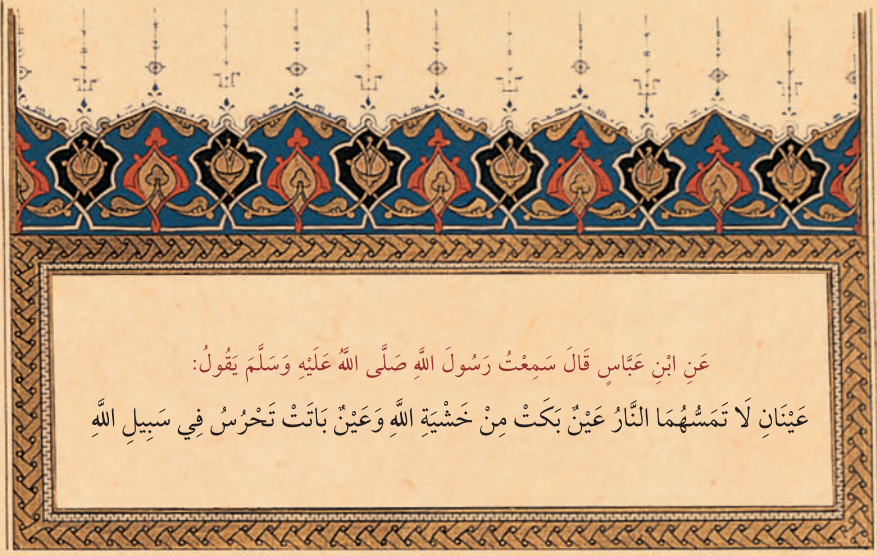 عَنِ ابْنِ عَبَّاسٍ قَالَ سَمِعْتُ رَسُولَ اللَّهِ صَلَّى اللَّهُ عَلَيْهِ وَسَلَّمَ يَقُولُ:
عَيْنَانِ لَا تَمَسُّهُمَا النَّارُ عَيْنٌ بَكَتْ مِنْ خَشْيَةِ اللَّهِ وَعَيْنٌ بَاتَتْ تَحْرُسُ فِي سَبِيلِ اللَّهِ